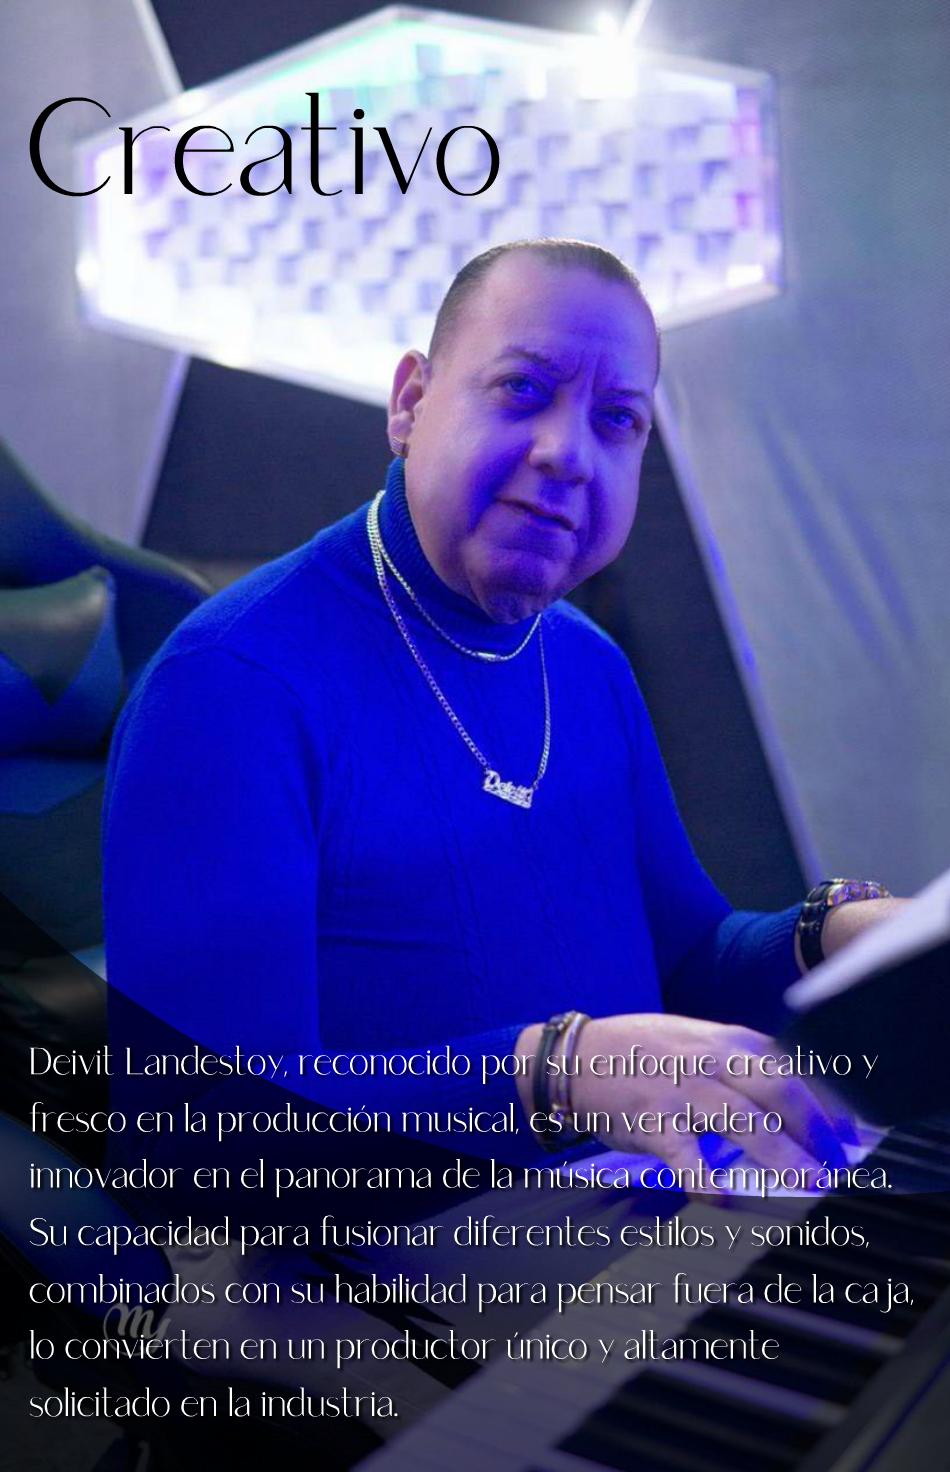 Creativo
Deivit Landestoy, reconocido por su enfoque creativo y
fresco en la producción musical, es un verdadero
innovador en el panorama de la música contemporánea.
Su capacidad para fusionar diferentes estilos y sonidos,
combinados con su habilidad para pensar fuera de la caja,
lo convierten en un productor único y altamente
solicitado en la industria.